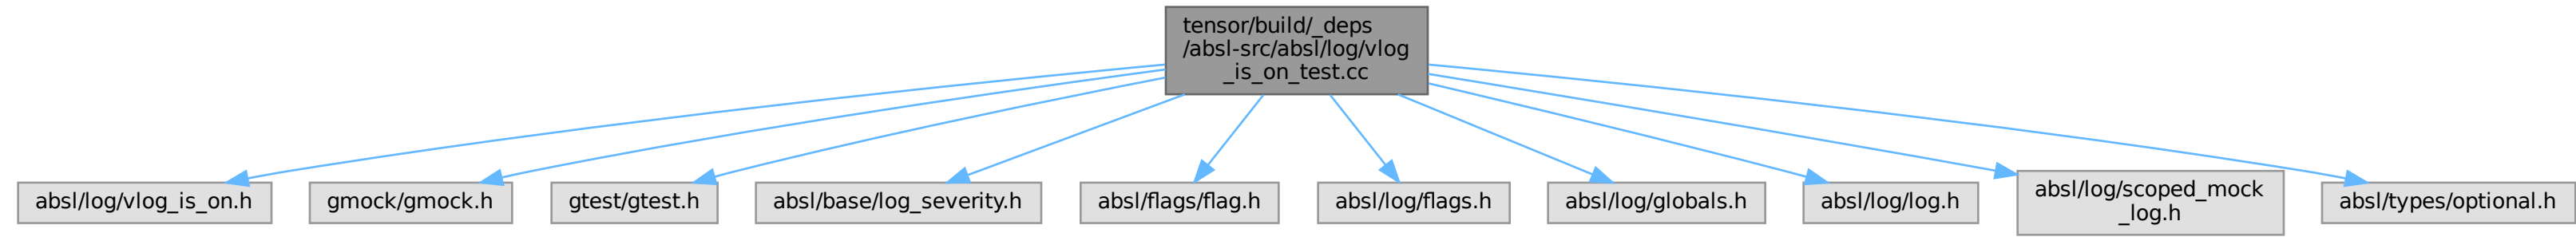 tensor/build/_deps
/absl-src/absl/log/vlog
_is_on_test.cc
absl/log/vlog_is_on.h
gmock/gmock.h
gtest/gtest.h
absl/base/log_severity.h
absl/flags/flag.h
absl/log/flags.h
absl/log/globals.h
absl/log/log.h
absl/log/scoped_mock
_log.h
absl/types/optional.h